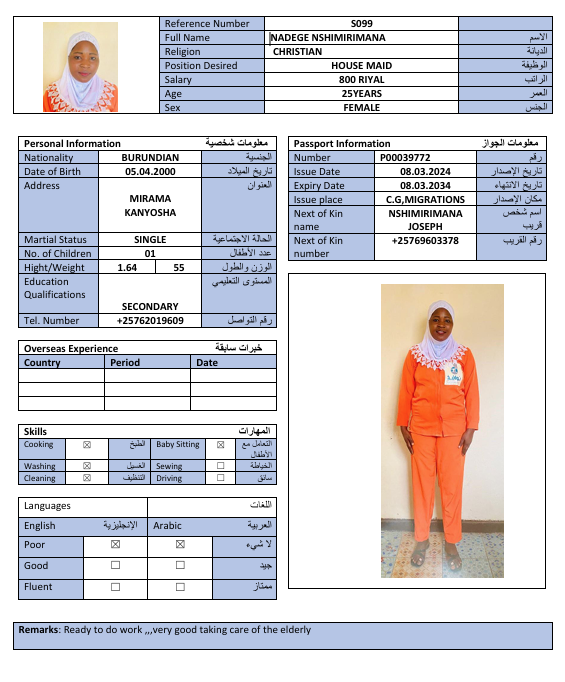 Reference Number S099
Full Name NADEGE NSHIMIRIMANA الاسم
Religion CHRISTIAN الديانة
Position Desired HOUSE MAID الوظيفة
Salary 800 RIYAL الراتب
Age 25YEARS العمر
Sex FEMALE الجنس
Personal Information معلومات شخصية
Nationality BURUNDIAN الجنسية
Date of Birth 05.04.2000 تاريخ الميلاد
Address العنوان
MIRAMA
KANYOSHA
Martial Status SINGLE الحالة الاجتماعية
No. of Children 01 عدد الأطفال
Hight/Weight 1.64 55 الوزن والطول
Education المستوى التعليمي
Qualifications
SECONDARY
Tel. Number +25762019609 رقم التواصل
Passport Information معلومات الجواز
Number P00039772 رقم
Issue Date 08.03.2024 تاريخ الإصدار
Expiry Date 08.03.2034 تاريخ الانتهاء
Issue place C.G,MIGRATIONS مكان الإصدار
Next of Kin NSHIMIRIMANA اسم شخص
name JOSEPH قريب
Next of Kin +25769603378 رقم القريب
number
Overseas Experience خبرات سابقة
Country Period Date
Skills المهارات
Cooking ☒ الطبخ Baby Sitting ☒ التعامل مع
الأطفال
Washing ☒ الغسيل Sewing ☐ الخياطة
Cleaning ☒ التنظيف Driving ☐ سائق
Languages اللغات
English الإنجليزية Arabic العربية
Poor ☒ ☒ لا شيء
Good ☐ ☐ جيد
Fluent ☐ ☐ ممتاز
Remarks: Ready to do work ,,,very good taking care of the elderly